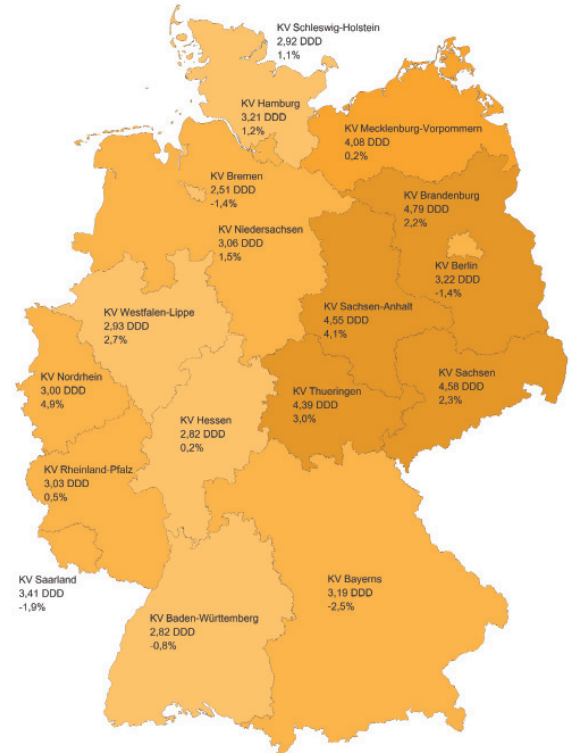 KV Schleswig-Holstein
2,92 DDD
1,1%
KV Hamburg
3,21 DDD
1,2%
KV Mecklenburg-Vorpommern
4,08 DDD
0,2%
KV Bremen
2,51 DDD
-1,4%
KV Brandenburg
4,79 DDD
2,2%
KV Niedersachsen
3,06 DDD
1,5%
KV Berlin
3,22 DDD
-1,4%
KV Westfalen-Lippe
2,93 DDD
2,7%
KV Sachsen-Anhalt
4,55 DDD
4,1%
KV Nordrhein
3,00 DDD
4,9%
KV Hessen
2,82 DDD
0,2%
KV Thueringen
4,39 DDD
3,0%
KV Sachsen
4,58 DDD
2,3%
KV Rheinland-Pfalz
3,03 DDD
0,5%
KV Saarland
3,41 DDD
-1,9%
KV Bayerns
3,19 DDD
-2,5%
KV Baden-Württemberg
2,82 DDD
-0,8%